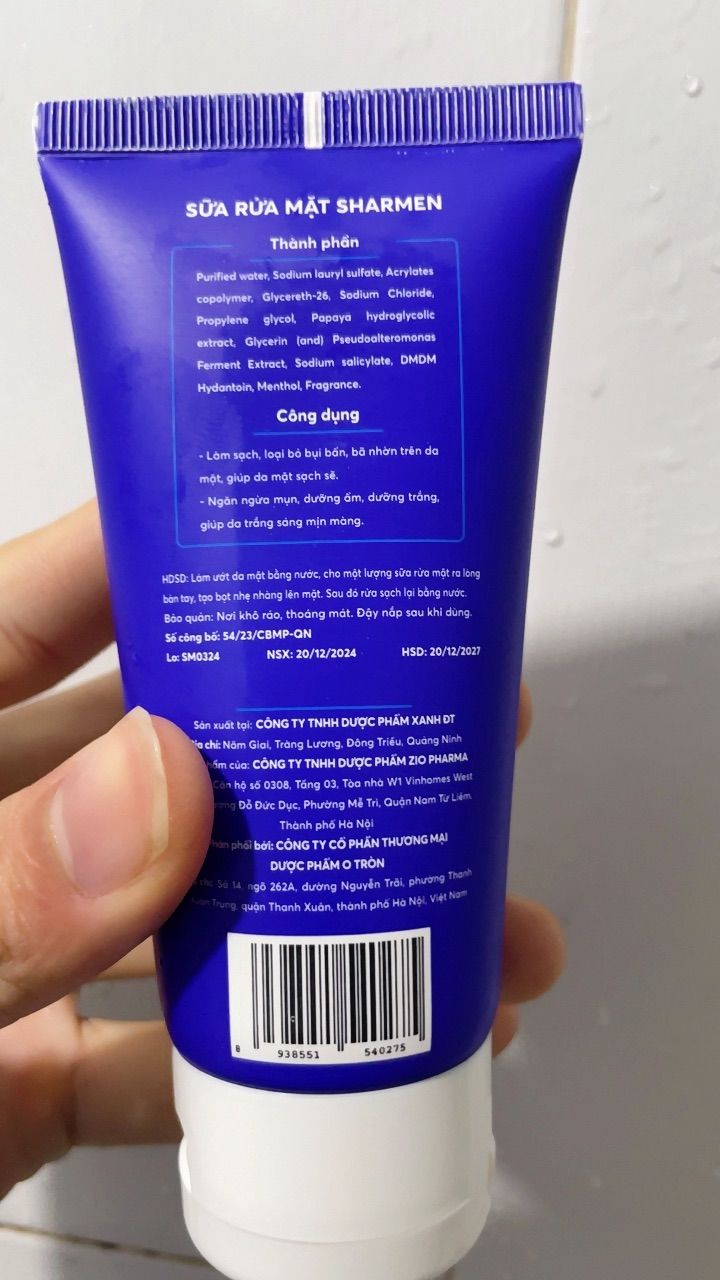 SỮA RỬA MẶT SHARMEN
Thành phần
Purified water, Sodium lauryl sulfate, Acrylates
copolymer, Glycereth-26, Sodium Chloride,
Propylene glycol, Papaya hydroglycolic
extract, Glycerin (and) Pseudoalteromonas
Ferment Extract, Sodium salicylate, DMDM
Hydantoin, Menthol, Fragrance.
Công dụng
- Làm sạch, loại bỏ bụi bẩn, bã nhờn trên da
mặt, giúp da mặt sạch sẽ.
- Ngăn ngừa mụn, dưỡng ẩm, dưỡng trắng,
giúp da trắng sáng mịn màng.
HDSD: Làm ướt da mặt bằng nước, cho một lượng sữa rửa mặt ra lòng
bàn tay, tạo bọt nhẹ nhàng lên mặt. Sau đó rửa sạch lại bằng nước.
Bảo quản: Nơi khô ráo, thoáng mát. Đậy nắp sau khi dùng.
Số công bố: 54/23/CBMP-QN
Lo: SM0324 NSX: 20/12/2024 HSD: 20/12/2027
Sản xuất tại: CÔNG TY TNHH DƯỢC PHẨM XANH ĐT
chỉ: Năm Giai, Tràng Lương, Đông Triều, Quảng Ninh
của: CÔNG TY TNHH DƯỢC PHẨM ZIO PHARMA
Căn hộ số 0308, Tầng 03, Tòa nhà W1 Vinhomes West
Đỗ Đức Dục, Phường Mễ Trì, Quận Nam Từ Liêm,
Thành phố Hà Nội
phối bởi: CÔNG TY CỔ PHẦN THƯƠNG MẠI
DƯỢC PHẨM O TRÒN
Số 14, ngõ 262A, đường Nguyễn Trãi, phường Thanh
Trung, quận Thanh Xuân, thành phố Hà Nội, Việt Nam
8 938551 540275